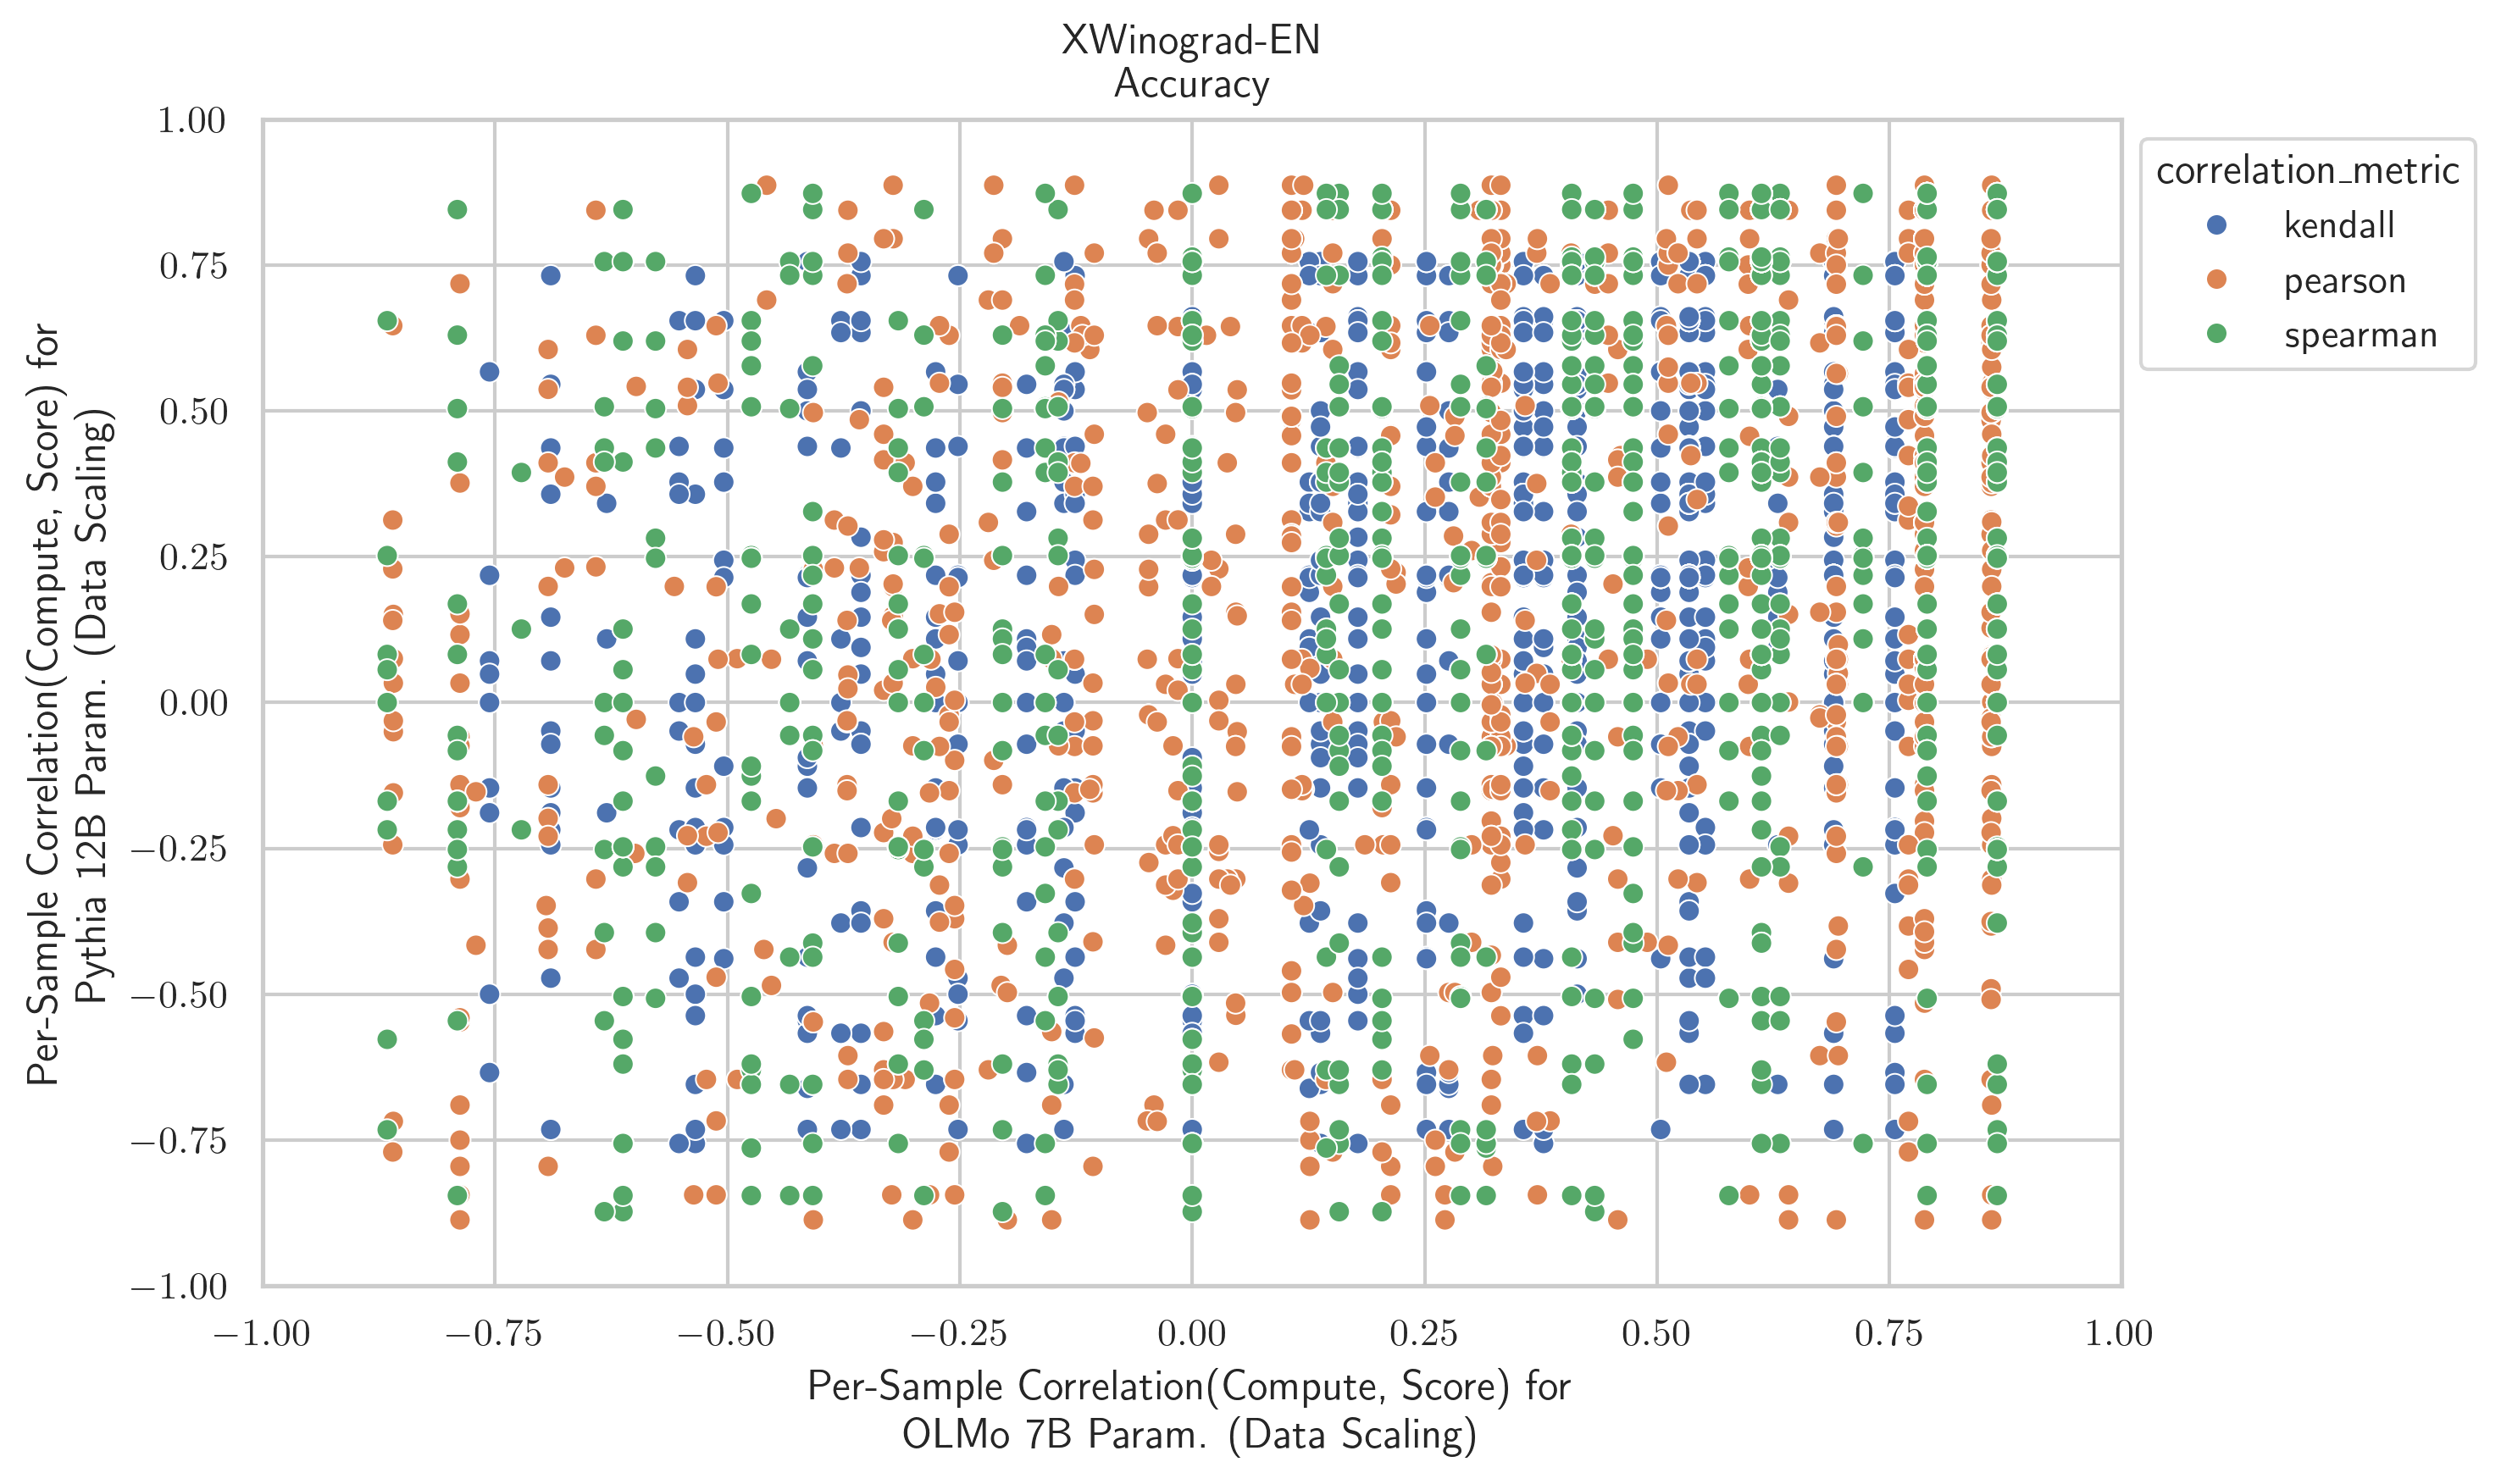 XWinograd-EN
Accuracy
Per-Sample Correlation(Compute, Score) for
Pythia 12B Param. (Data Scaling)
1.00
0.75
0.50
0.25
0.00
−0.25
−0.50
−0.75
−1.00
−1.00 −0.75 −0.50 −0.25 0.00 0.25 0.50 0.75 1.00
Per-Sample Correlation(Compute, Score) for
OLMo 7B Param. (Data Scaling)
correlation_metric
kendall
pearson
spearman